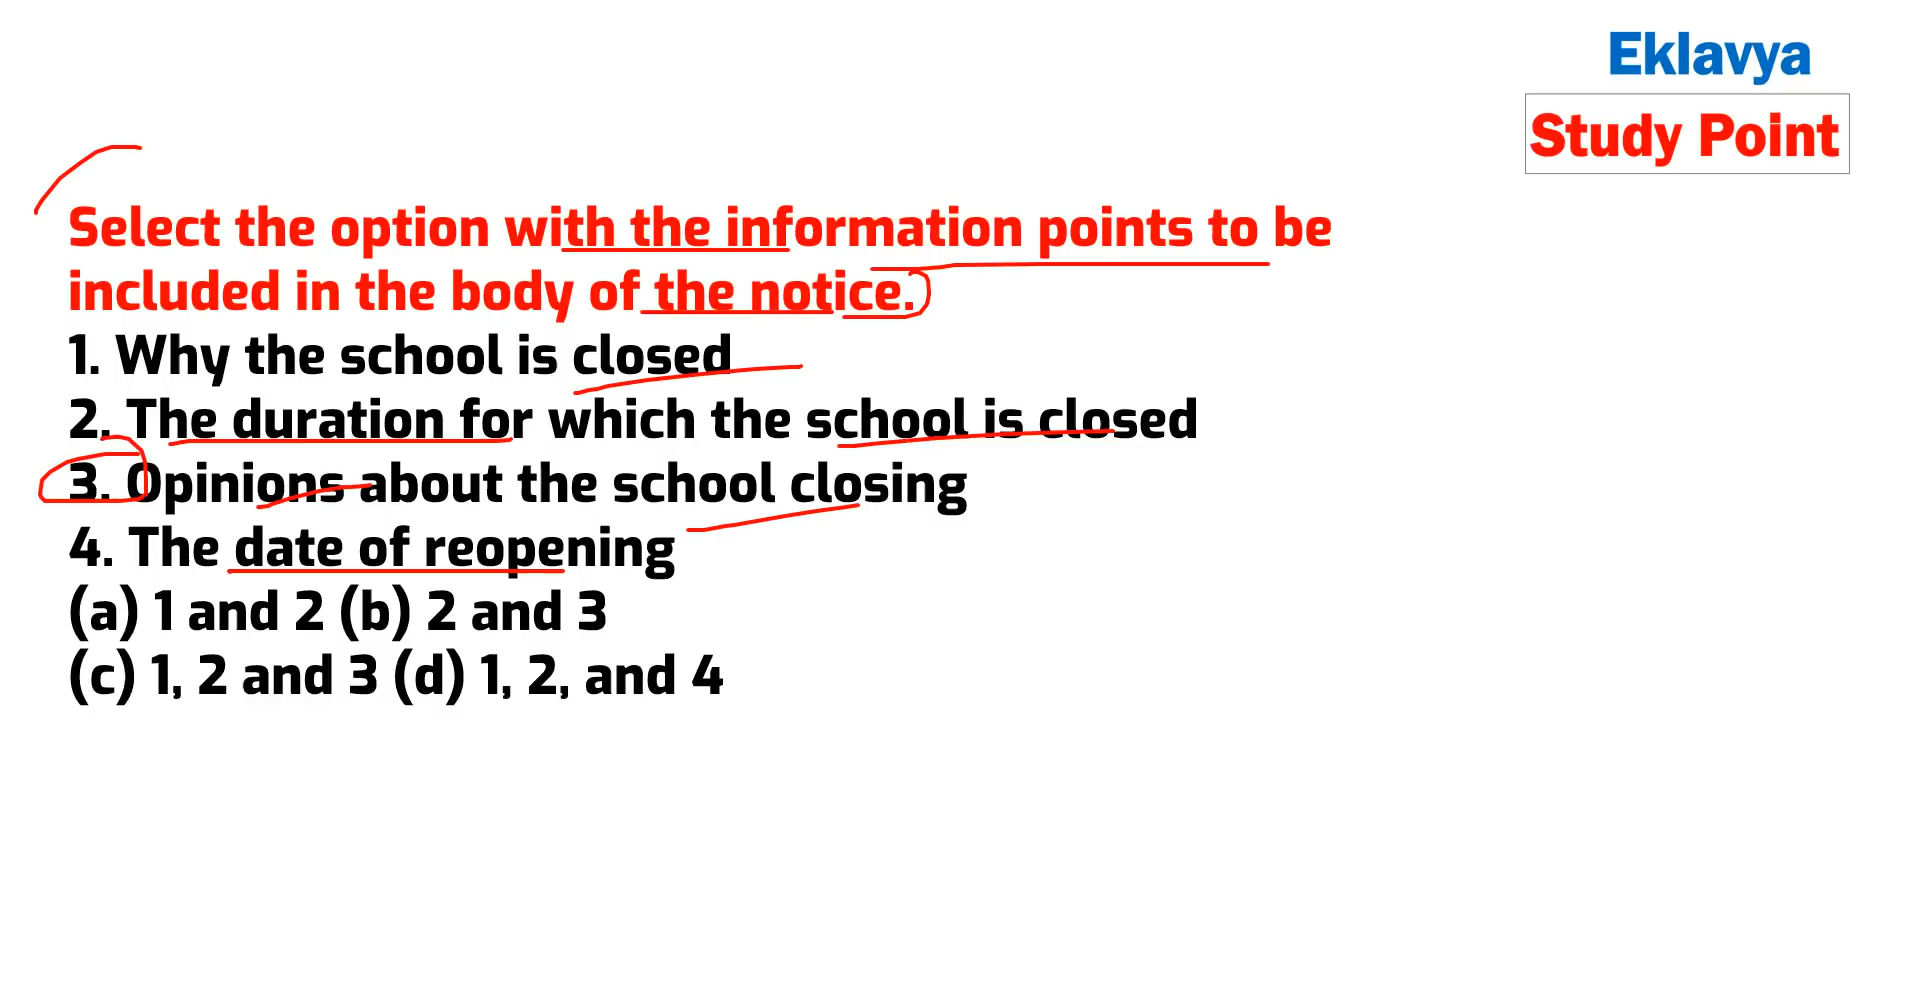 Eklavya
Study Point
Select the option with the information points to be
included in the body of the notice.
1. Why the school is closed
2. The duration for which the school is closed
3. Opinions about the school closing
4. The date of reopening
(a) 1 and 2 (b) 2 and 3
(c) 1, 2 and 3 (d) 1, 2, and 4